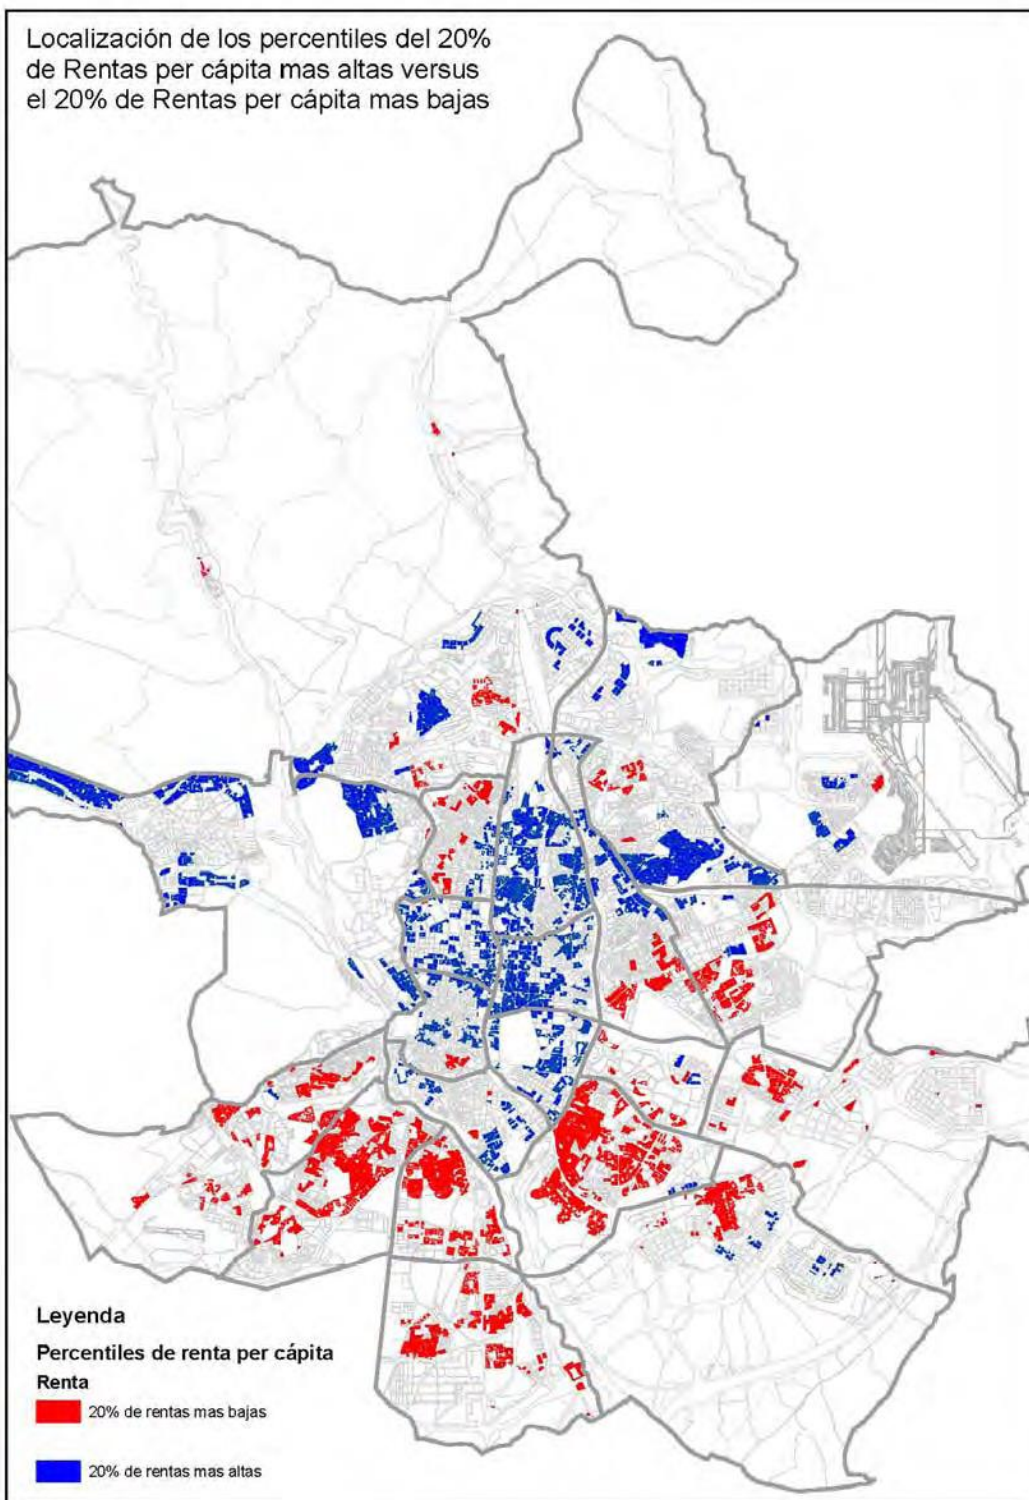 Localización de los percentiles del 20%
de Rentas per cápita mas altas versus
el 20% de Rentas per cápita mas bajas
Leyenda
Percentiles de renta per cápita
Renta
20% de rentas mas bajas
20% de rentas mas altas